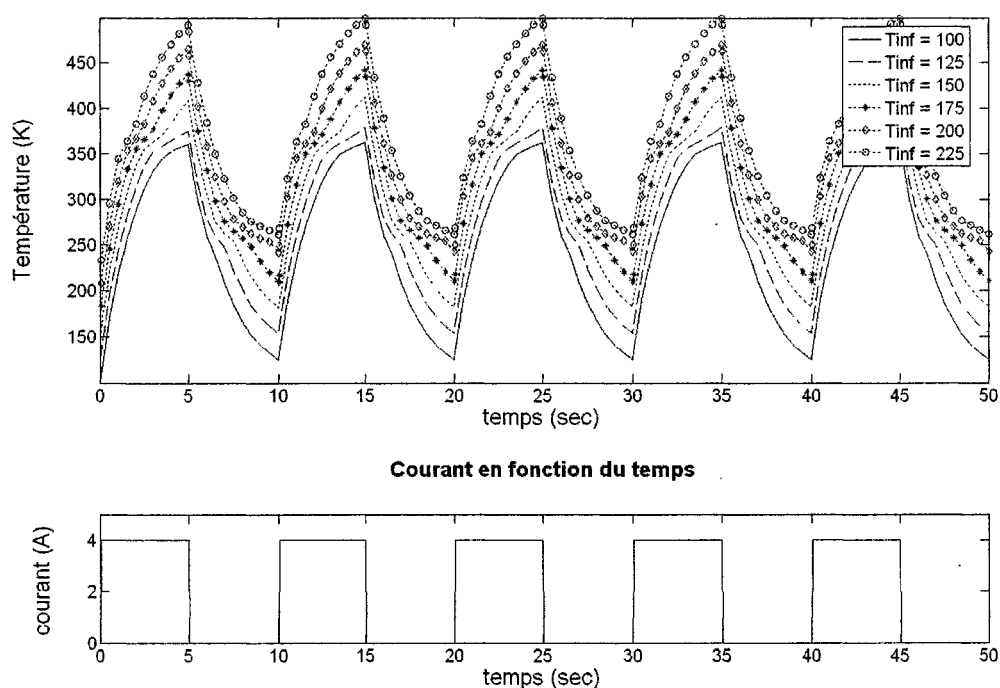 Tinf = 100
Tinf = 125
Tinf = 150
Tinf = 175
Tinf = 200
Tinf = 225
Température (K)
450
400
350
300
250
200
150
0 5 10 15 20 25 30 35 40 45 50
temps (sec)
Courant en fonction du temps
courant (A)
4
2
0
0 5 10 15 20 25 30 35 40 45 50
temps (sec)